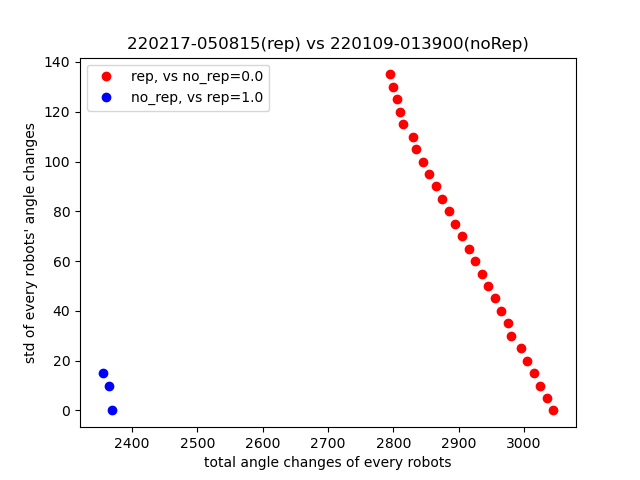 220217-050815(rep) vs 220109-013900(noRep)
140
120
100
80
60
40
20
0
std of every robots' angle changes
rep, vs no_rep=0.0
no_rep, vs rep=1.0
2400 2500 2600 2700 2800 2900 3000
total angle changes of every robots